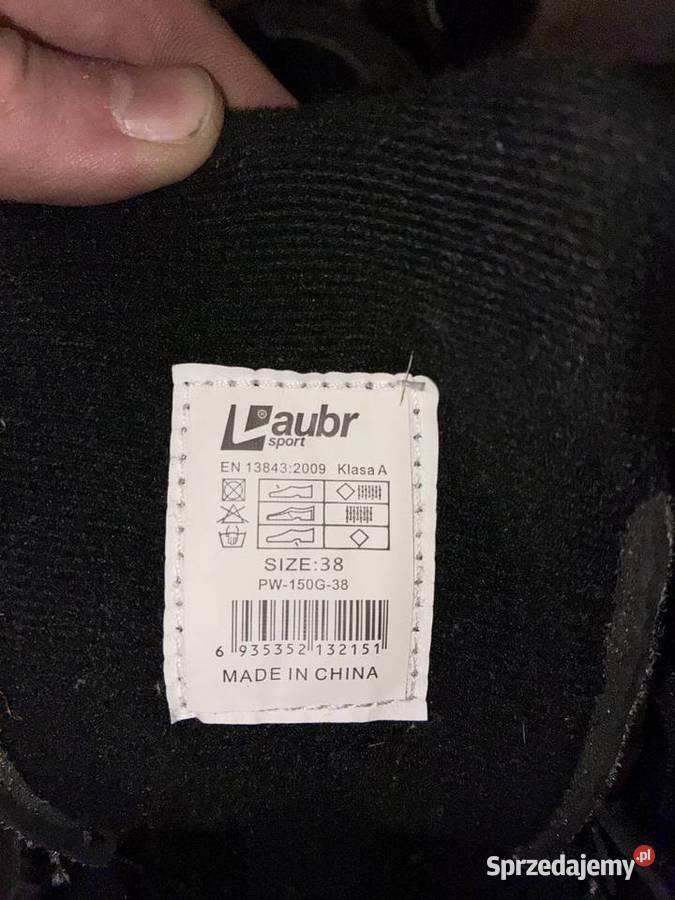 Laubr®
sport
EN 13843:2009 Klasa A
SIZE:38
PW-150G-38
6 935352 132151
MADE IN CHINA
Sprzedajemy.pl